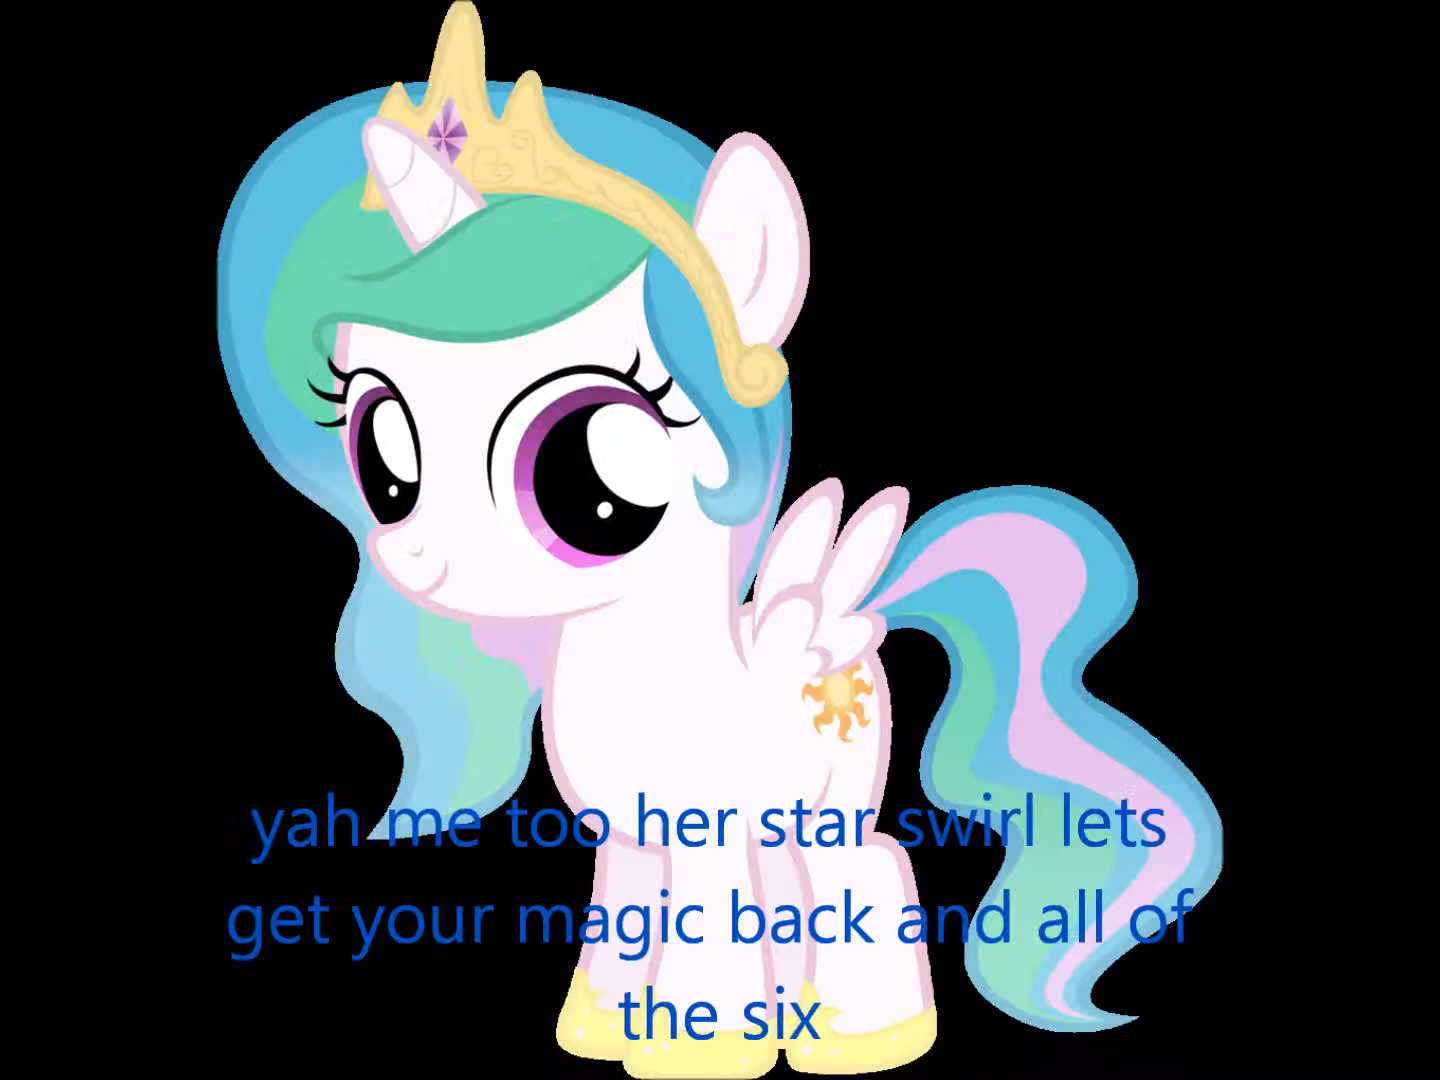 yah me too her star swirl lets
get your magic back and all of
the six